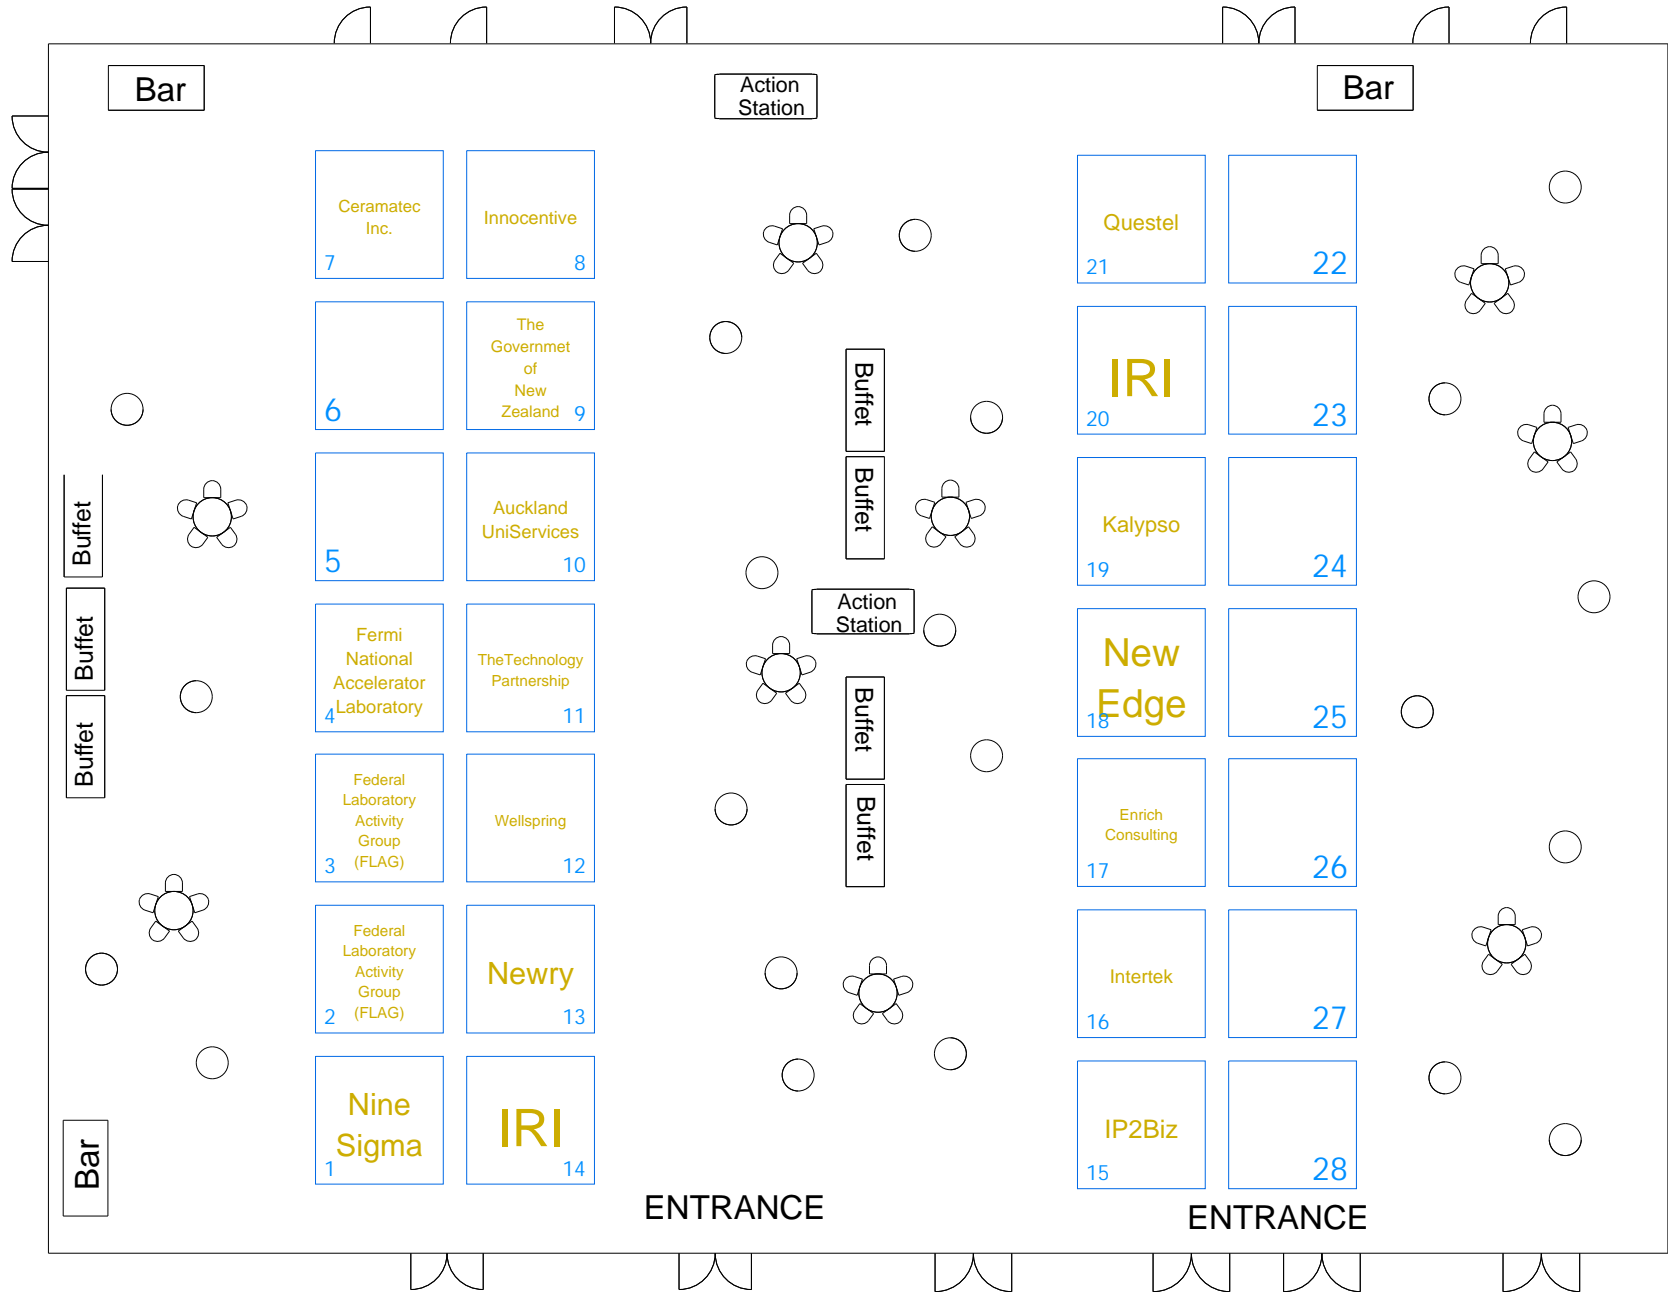 Bar
Action
Station
Bar
Ceramatec
Inc.
7
Innocentive
8
Questel
21
22
6
The
Governmet
of
New
Zealand
9
Buffet
IRI
20
23
Buffet
5
Auckland
UniServices
10
Buffet
Kalypso
19
24
Buffet
Fermi
National
Accelerator
Laboratory
4
TheTechnology
Partnership
11
Action
Station
New
Edge
18
25
Buffet
Federal
Laboratory
Activity
Group
(FLAG)
3
Wellspring
12
Buffet
Buffet
Enrich
Consulting
17
26
Federal
Laboratory
Activity
Group
(FLAG)
2
Newry
13
Intertek
16
27
Bar
Nine
Sigma
1
IRI
14
IP2Biz
15
28
ENTRANCE
ENTRANCE